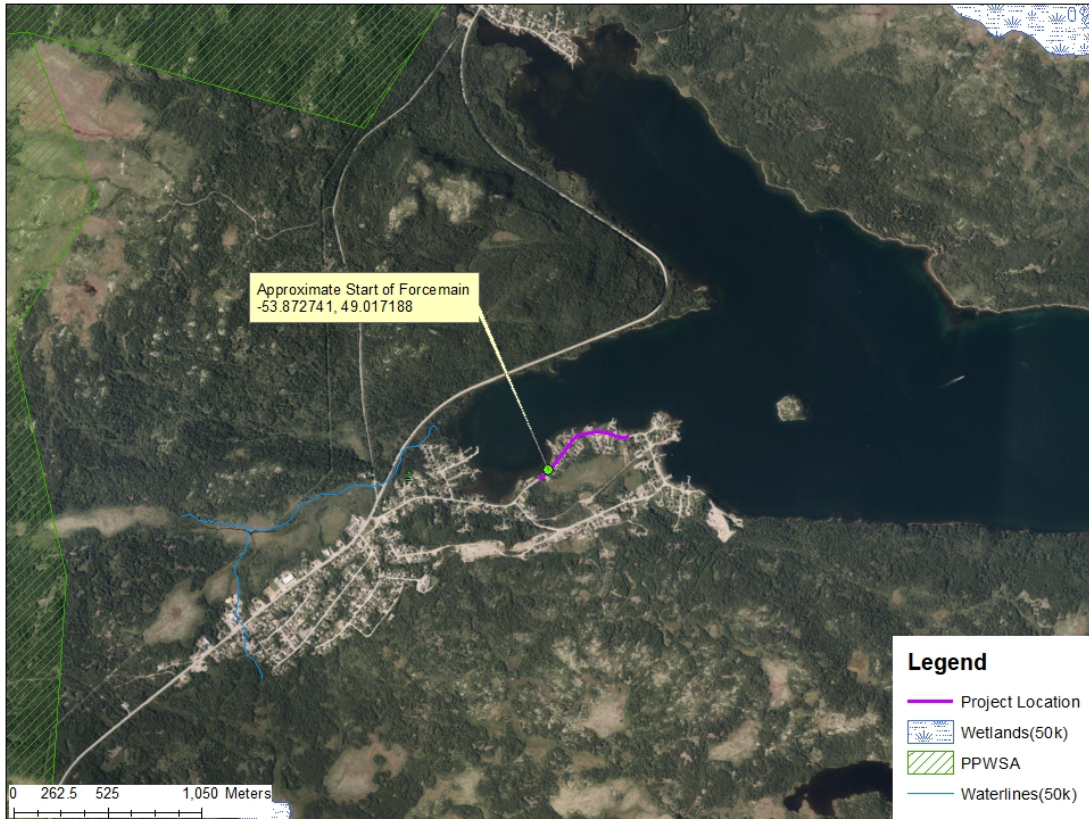 Approximate Start of Forcemain
-53.872741, 49.017188
Legend
Project Location
Wetlands(50k)
PPWSA
Waterlines(50k)
0 262.5 525 1,050 Meters